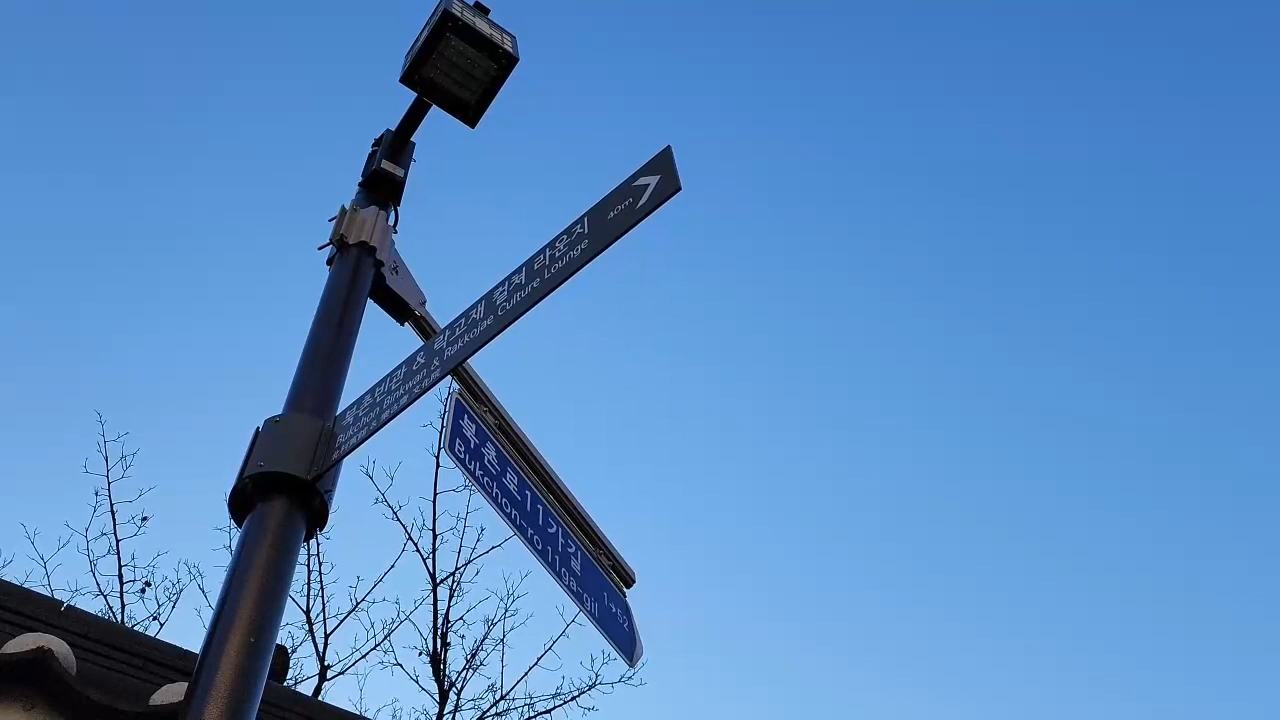 북촌빈관 & 락고재 컬쳐 라운지
Bukchon Binkwan & Rakkojae Culture Lounge
40m
북촌로11가길
Bukchon-ro 11ga-gil
1→52